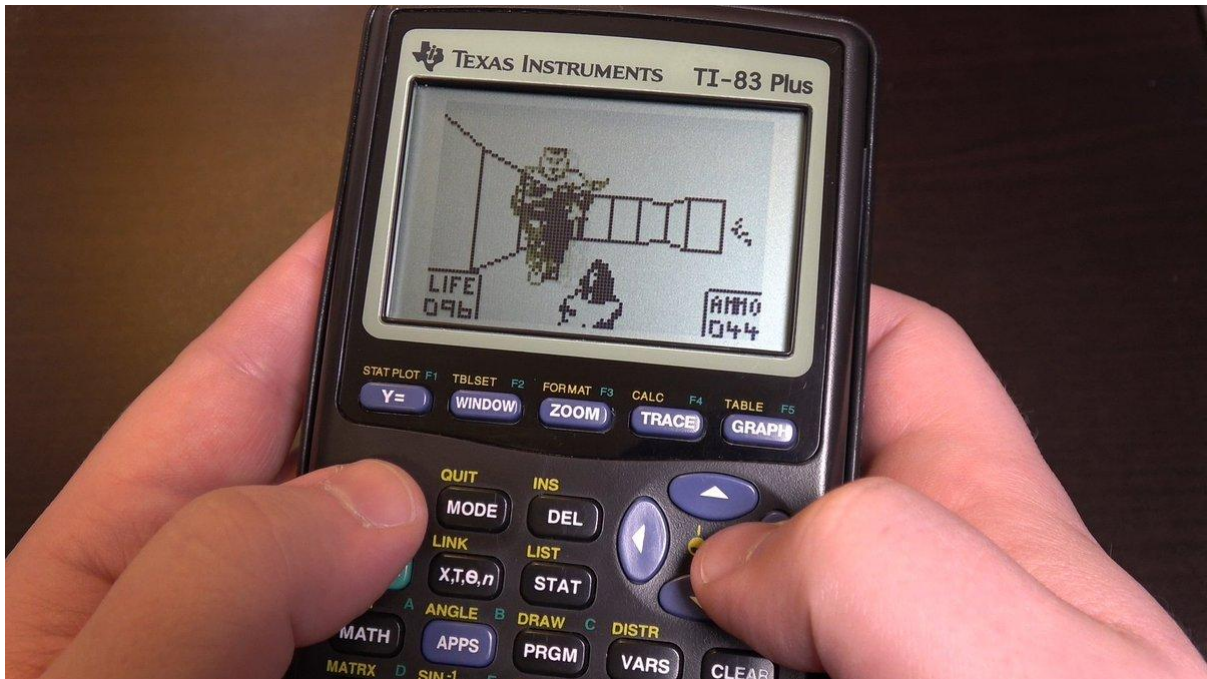 TEXAS INSTRUMENTS TI-83 Plus
LIFE
096
AMMO
044
STAT PLOT F1 TBLSET F2 FORMAT F3 CALC F4 TABLE F5
Y= WINDOW ZOOM TRACE GRAPH
QUIT INS
MODE DEL
LINK LIST
X,T,Θ,n STAT
A ANGLE B DRAW C DISTR
MATH APPS PRGM VARS CLEAR
MATRX D SIN-1 E